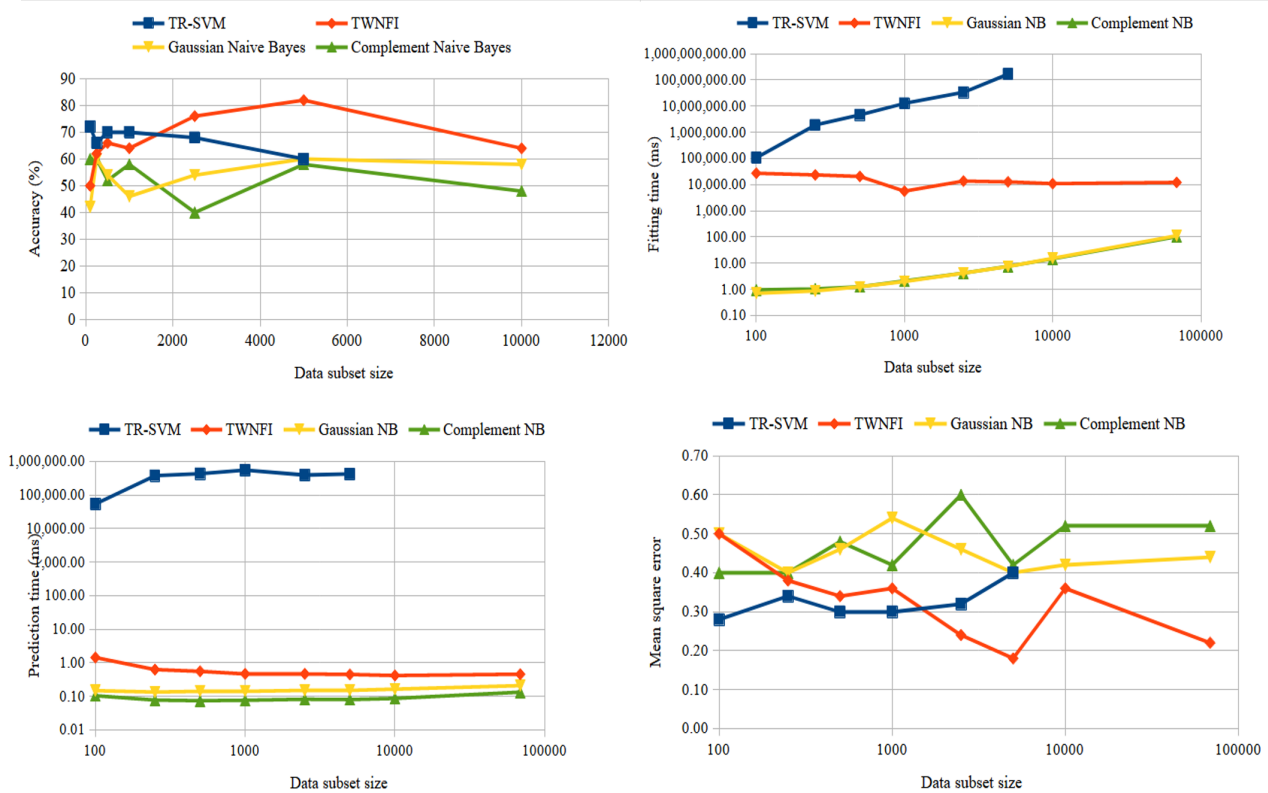 TR-SVM TWNFI
Gaussian Naive Bayes Complement Naive Bayes
90
80
70
60
50
40
30
20
10
0
0 2000 4000 6000 8000 10000 12000
Accuracy (%)
Data subset size
TR-SVM TWNFI Gaussian NB Complement NB
1,000,000,000.00
100,000,000.00
10,000,000.00
1,000,000.00
100,000.00
10,000.00
1,000.00
100.00
10.00
1.00
0.10
100 1000 10000 100000
Fitting time (ms)
Data subset size
TR-SVM TWNFI Gaussian NB Complement NB
1,000,000.00
100,000.00
10,000.00
1,000.00
100.00
10.00
1.00
0.10
0.01
100 1000 10000 100000
Prediction time (ms)
Data subset size
TR-SVM TWNFI Gaussian NB Complement NB
0.70
0.60
0.50
0.40
0.30
0.20
0.10
0.00
100 1000 10000 100000
Mean square error
Data subset size